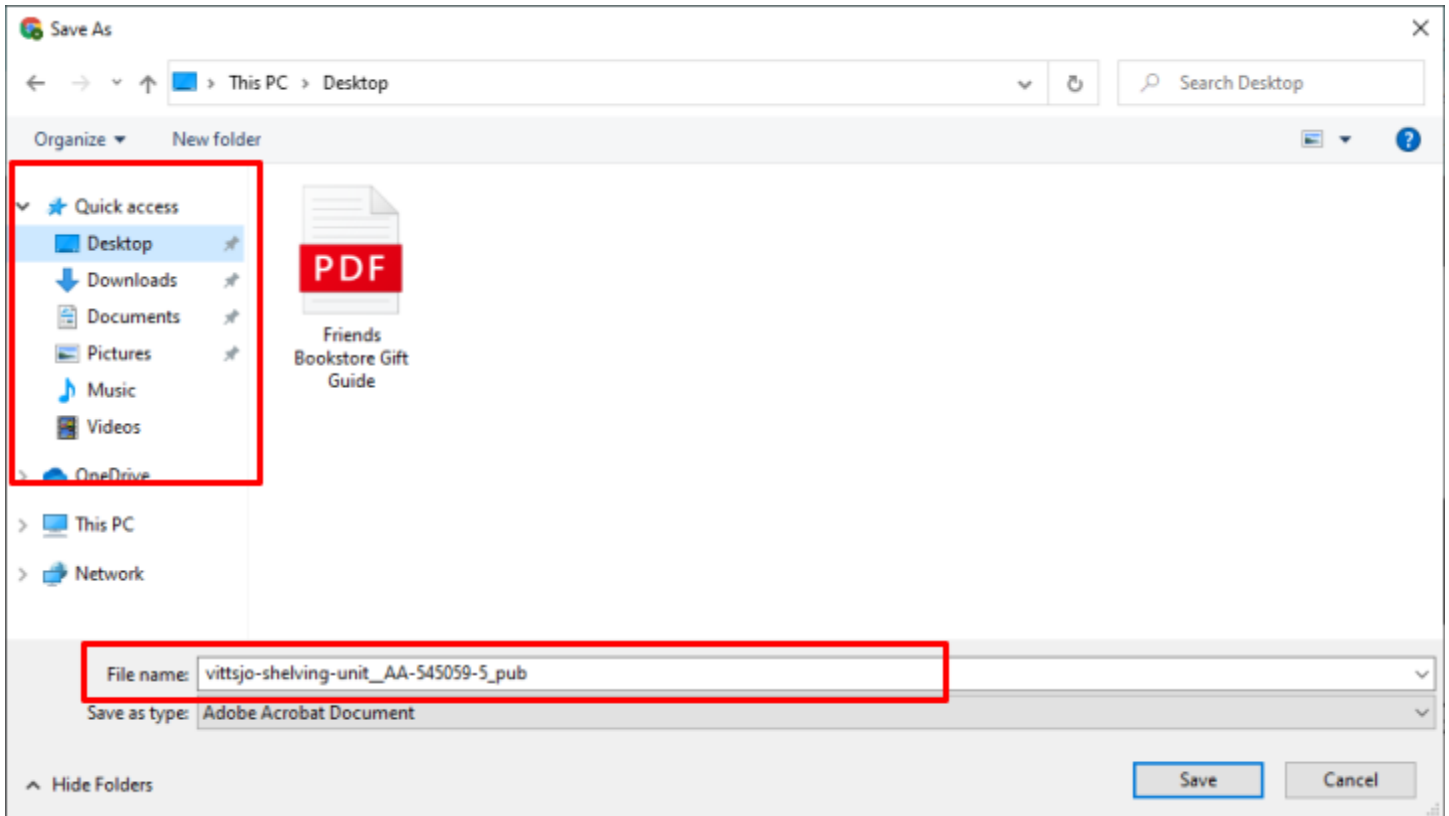 Save As
This PC > Desktop
Search Desktop
Organize
New folder
Quick access
Desktop
Downloads
Documents
Pictures
Music
Videos
OneDrive
This PC
Network
PDF
Friends
Bookstore Gift
Guide
File name: vittsjo-shelving-unit__AA-545059-5_pub
Save as type: Adobe Acrobat Document
Hide Folders
Save
Cancel